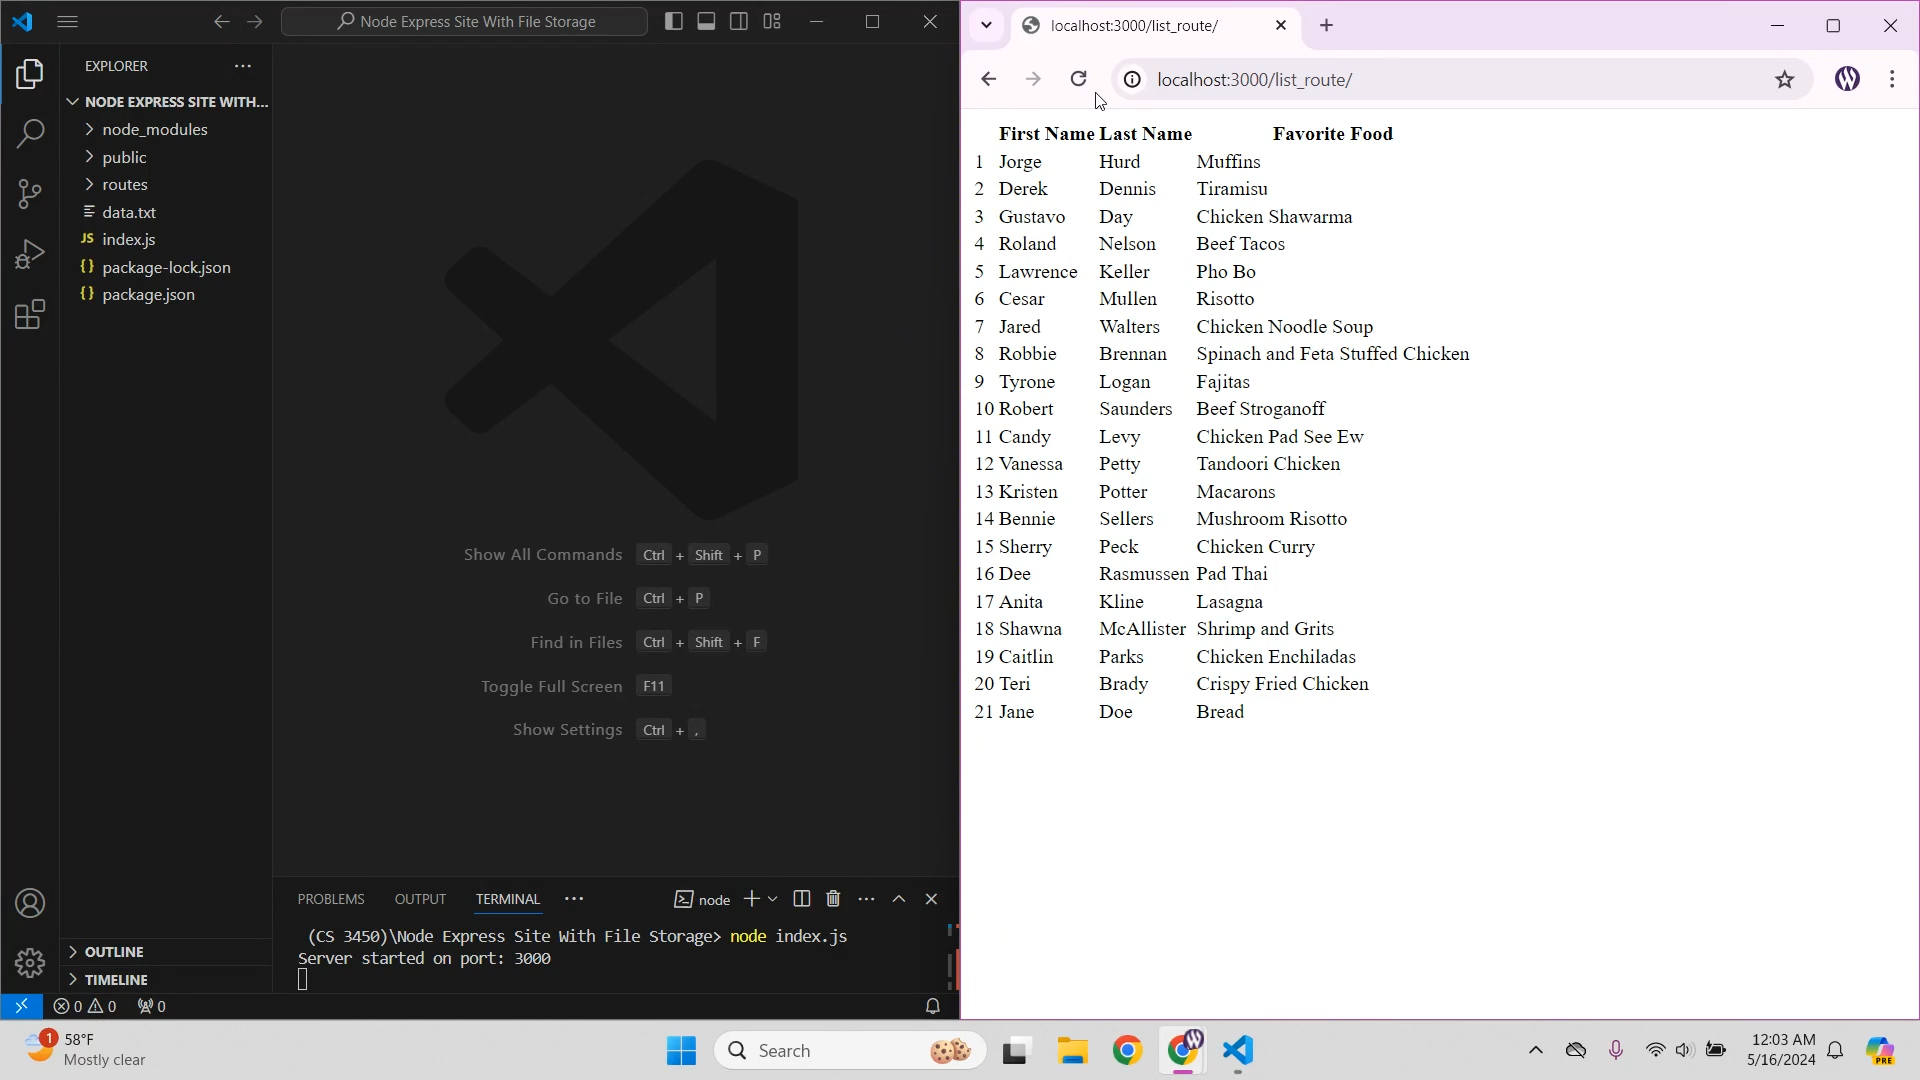 Node Express Site With File Storage
EXPLORER
NODE EXPRESS SITE WITH...
node_modules
public
routes
data.txt
JS index.js
{} package-lock.json
{} package.json
Show All Commands Ctrl + Shift + P
Go to File Ctrl + P
Find in Files Ctrl + Shift + F
Toggle Full Screen F11
Show Settings Ctrl + ,
PROBLEMS OUTPUT TERMINAL ... node
(CS 3450)\Node Express Site With File Storage> node index.js
Server started on port: 3000
OUTLINE
TIMELINE
0 0 0
localhost:3000/list_route/
localhost:3000/list_route/
First Name Last Name Favorite Food
1 Jorge Hurd Muffins
2 Derek Dennis Tiramisu
3 Gustavo Day Chicken Shawarma
4 Roland Nelson Beef Tacos
5 Lawrence Keller Pho Bo
6 Cesar Mullen Risotto
7 Jared Walters Chicken Noodle Soup
8 Robbie Brennan Spinach and Feta Stuffed Chicken
9 Tyrone Logan Fajitas
10 Robert Saunders Beef Stroganoff
11 Candy Levy Chicken Pad See Ew
12 Vanessa Petty Tandoori Chicken
13 Kristen Potter Macarons
14 Bennie Sellers Mushroom Risotto
15 Sherry Peck Chicken Curry
16 Dee Rasmussen Pad Thai
17 Anita Kline Lasagna
18 Shawna McAllister Shrimp and Grits
19 Caitlin Parks Chicken Enchiladas
20 Teri Brady Crispy Fried Chicken
21 Jane Doe Bread
1
58°F
Mostly clear
Search
W
12:03 AM
5/16/2024
PRE